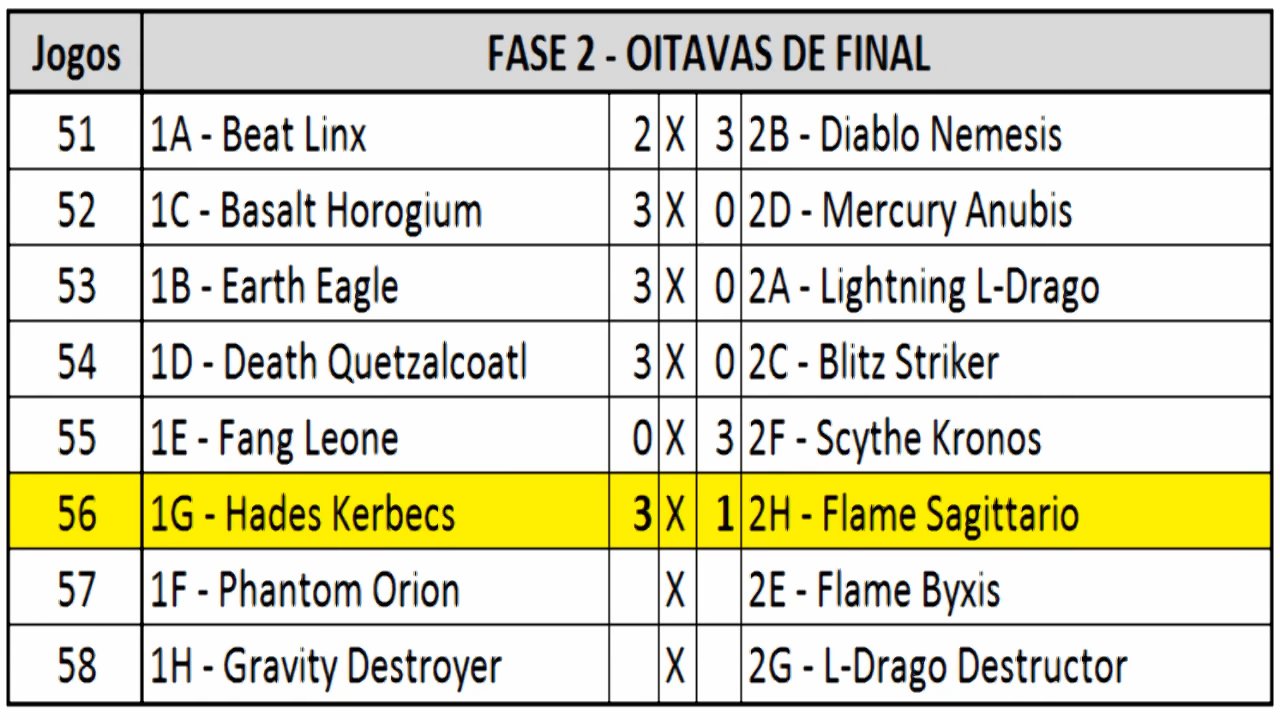 Jogos FASE 2 - OITAVAS DE FINAL
51 1A - Beat Linx 2 X 3 2B - Diablo Nemesis
52 1C - Basalt Horogium 3 X 0 2D - Mercury Anubis
53 1B - Earth Eagle 3 X 0 2A - Lightning L-Drago
54 1D - Death Quetzalcoatl 3 X 0 2C - Blitz Striker
55 1E - Fang Leone 0 X 3 2F - Scythe Kronos
56 1G - Hades Kerbecs 3 X 1 2H - Flame Sagittario
57 1F - Phantom Orion X 2E - Flame Byxis
58 1H - Gravity Destroyer X 2G - L-Drago Destructor